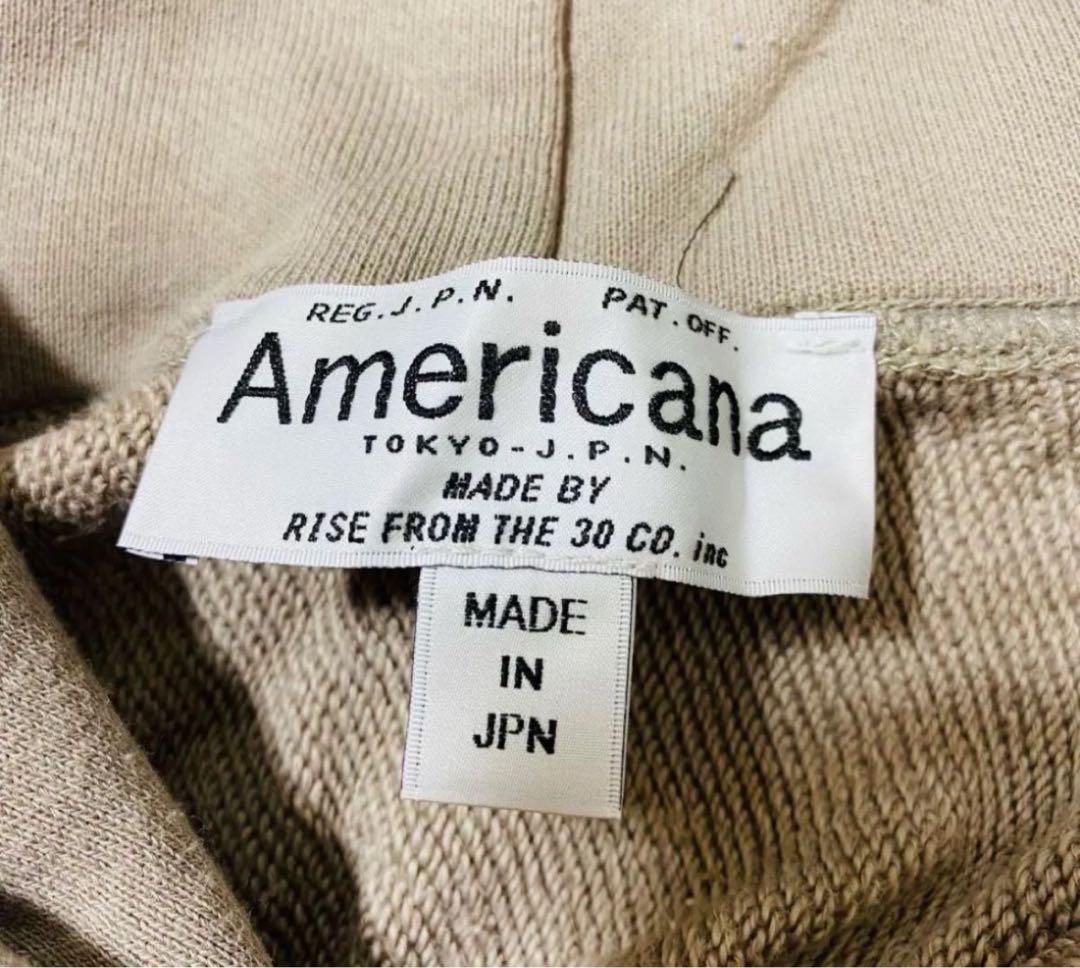 REG.J.P.N. PAT.OFF.
Americana
TOKYO-J.P.N.
MADE BY
RISE FROM THE 30 CO. inc
MADE
IN
JPN